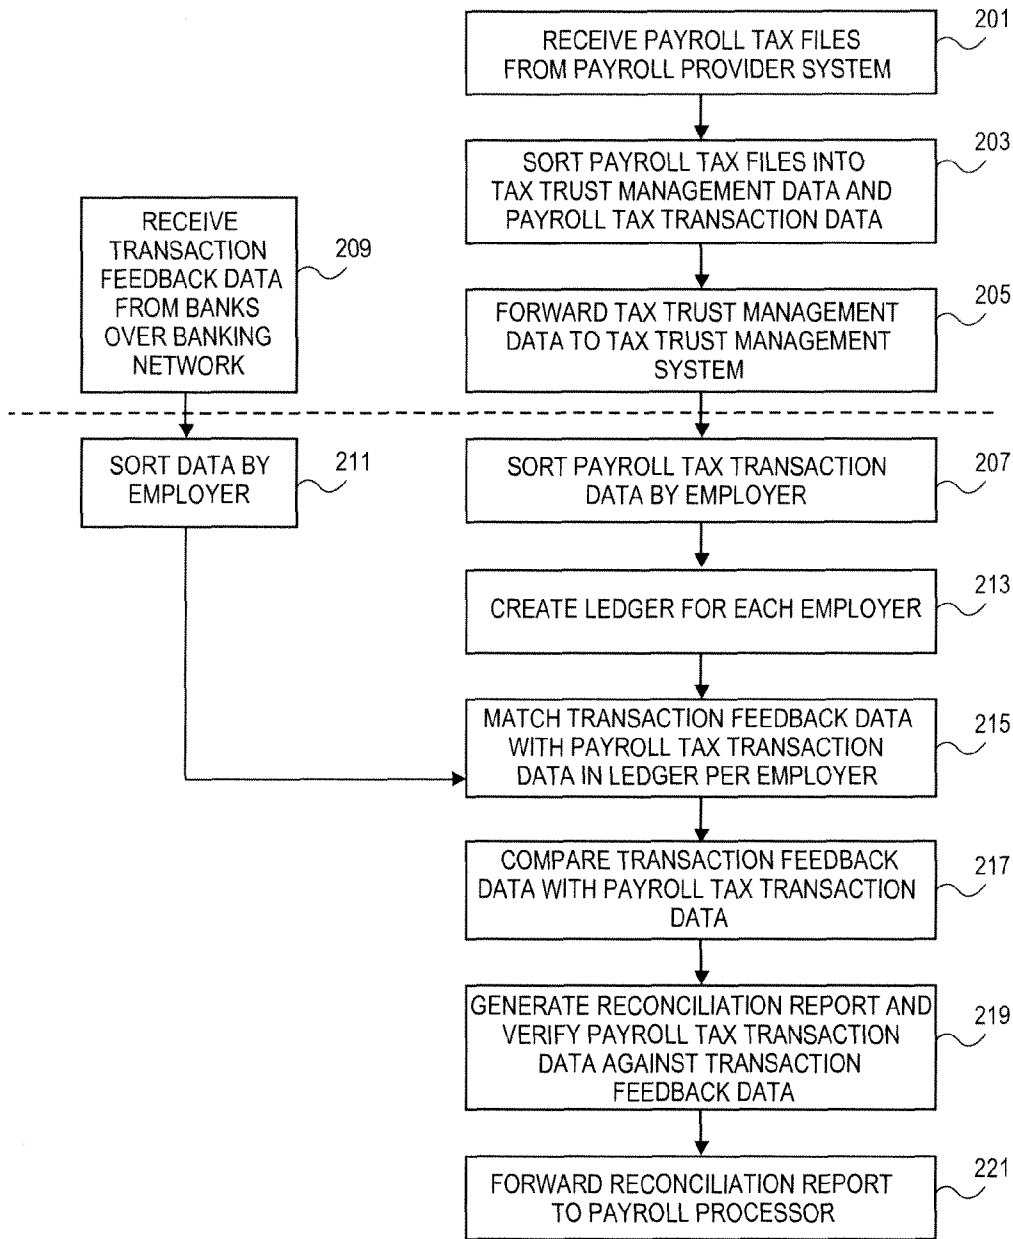 201
RECEIVE PAYROLL TAX FILES
FROM PAYROLL PROVIDER SYSTEM
203
SORT PAYROLL TAX FILES INTO
TAX TRUST MANAGEMENT DATA AND
PAYROLL TAX TRANSACTION DATA
RECEIVE
TRANSACTION
FEEDBACK DATA
FROM BANKS
OVER BANKING
NETWORK
209
205
FORWARD TAX TRUST MANAGEMENT
DATA TO TAX TRUST MANAGEMENT
SYSTEM
SORT DATA BY
EMPLOYER
211
207
SORT PAYROLL TAX TRANSACTION
DATA BY EMPLOYER
213
CREATE LEDGER FOR EACH EMPLOYER
215
MATCH TRANSACTION FEEDBACK DATA
WITH PAYROLL TAX TRANSACTION
DATA IN LEDGER PER EMPLOYER
217
COMPARE TRANSACTION FEEDBACK
DATA WITH PAYROLL TAX TRANSACTION
DATA
219
GENERATE RECONCILIATION REPORT AND
VERIFY PAYROLL TAX TRANSACTION
DATA AGAINST TRANSACTION
FEEDBACK DATA
221
FORWARD RECONCILIATION REPORT
TO PAYROLL PROCESSOR